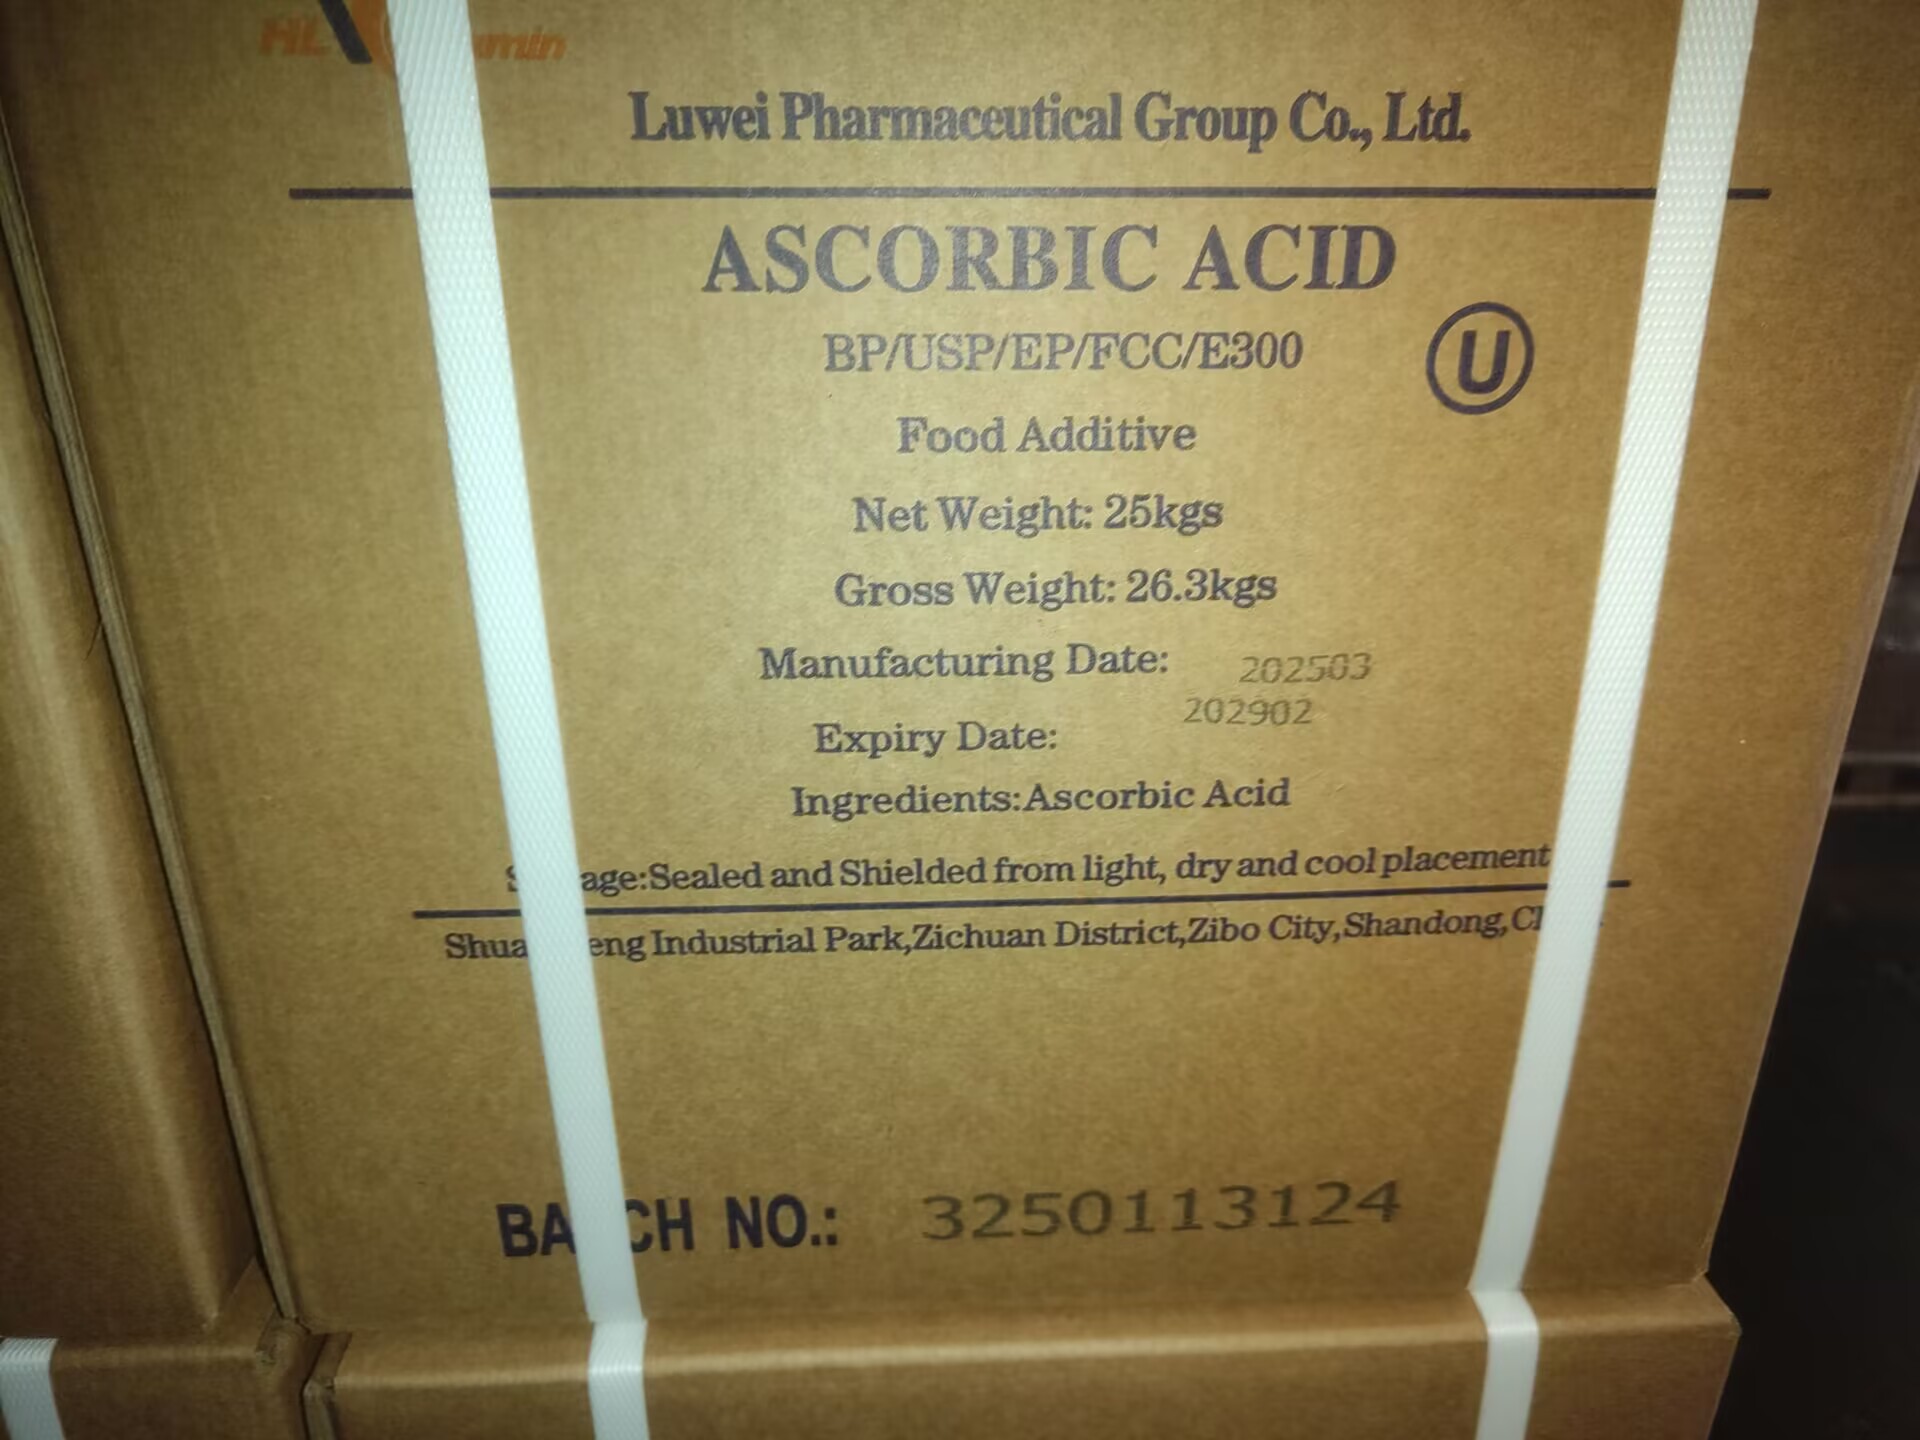 Luwei Pharmaceutical Group Co., Ltd.
ASCORBIC ACID
BP/USP/EP/FCC/E300
U
Food Additive
Net Weight: 25kgs
Gross Weight: 26.3kgs
Manufacturing Date: 202503
202902
Expiry Date:
Ingredients:Ascorbic Acid
Sealed and Shielded from light, dry and cool placement
Industrial Park,Zichuan District,Zibo City,Shandong,
NO.: 3250113124